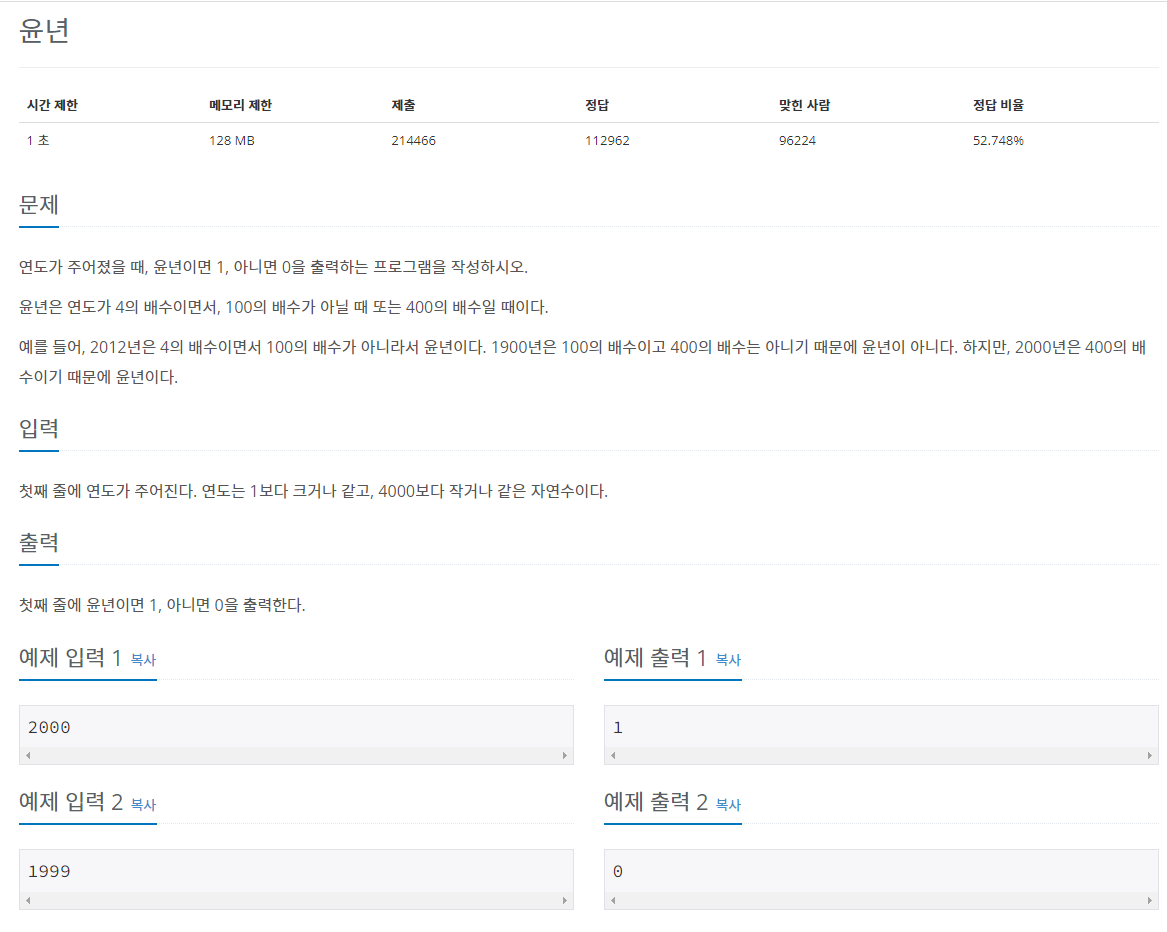 윤년
시간 제한 메모리 제한 제출 정답 맞힌 사람 정답 비율
1 초 128 MB 214466 112962 96224 52.748%
문제
연도가 주어졌을 때, 윤년이면 1, 아니면 0을 출력하는 프로그램을 작성하시오.
윤년은 연도가 4의 배수이면서, 100의 배수가 아닐 때 또는 400의 배수일 때이다.
예를 들어, 2012년은 4의 배수이면서 100의 배수가 아니라서 윤년이다. 1900년은 100의 배수이고 400의 배수는 아니기 때문에 윤년이 아니다. 하지만, 2000년은 400의 배
수이기 때문에 윤년이다.
입력
첫째 줄에 연도가 주어진다. 연도는 1보다 크거나 같고, 4000보다 작거나 같은 자연수이다.
출력
첫째 줄에 윤년이면 1, 아니면 0을 출력한다.
예제 입력 1 복사 예제 출력 1 복사
2000 1
예제 입력 2 복사 예제 출력 2 복사
1999 0